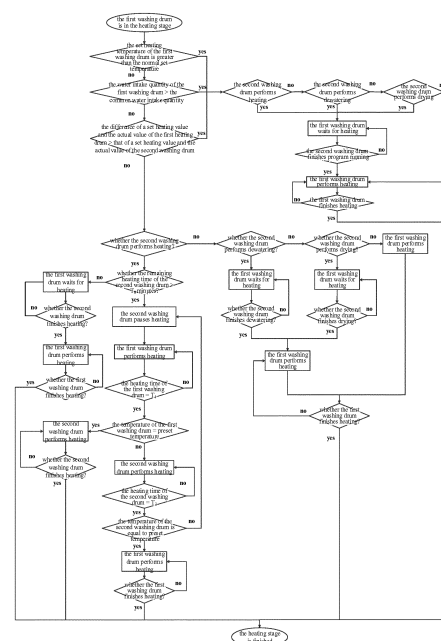 the first washing drum
is in the heating stage
the set heating
temperature of the first
washing drum is greater
than the normal set
temperature
yes
no
the water intake quantity of the
first washing drum > the
common water intake quantity
yes
no
the difference of a set heating value
and the actual value of the first washing
drum > that of a set heating value and the
actual value of the second washing drum
yes
no
the second washing
drum performs
heating
no
the second washing
drum performs
dewatering
no
the second
washing drum
performs drying
no
yes
yes
yes
the first washing drum
waits for heating
the second washing drum
finishes program running
no
yes
the first washing drum
performs heating
the first washing drum
finishes heating
no
yes
whether the second washing
drum performs heating?
no
whether the second
washing drum
performs dewatering?
no
whether the second
washing drum
performs drying?
no
the first washing
drum performs
heating
yes
yes
yes
the first washing
drum waits for
heating
no
whether the remaining
heating time of the
second washing drum >
the first washing
drum waits for
heating
no
the first washing
drum waits for
heating
no
whether the second
washing drum
finishes heating?
no
yes
yes
the second washing
drum pauses heating
whether the second
washing drum
finishes dewatering?
whether the second
washing drum
finishes drying?
yes
yes
the first washing
drum performs
heating
the first washing drum
performs heating
the first washing
drum performs
heating
no
whether the first
washing drum
finishes heating?
no
yes
the heating time of
the first washing
drum = T₁
no
yes
whether the first
washing drum
finishes heating?
no
yes
the second
washing drum
performs heating
yes
the temperature of the first
washing drum = preset
temperature
no
whether the second
washing drum
finishes heating?
no
yes
the second washing
drum performs heating
the heating time of
the second washing
drum = T₂
no
yes
the temperature of the
second washing drum is
equal to preset
temperature
no
yes
the first washing
drum performs
heating
whether the first
washing drum
finishes heating?
no
yes
the heating stage
is finished